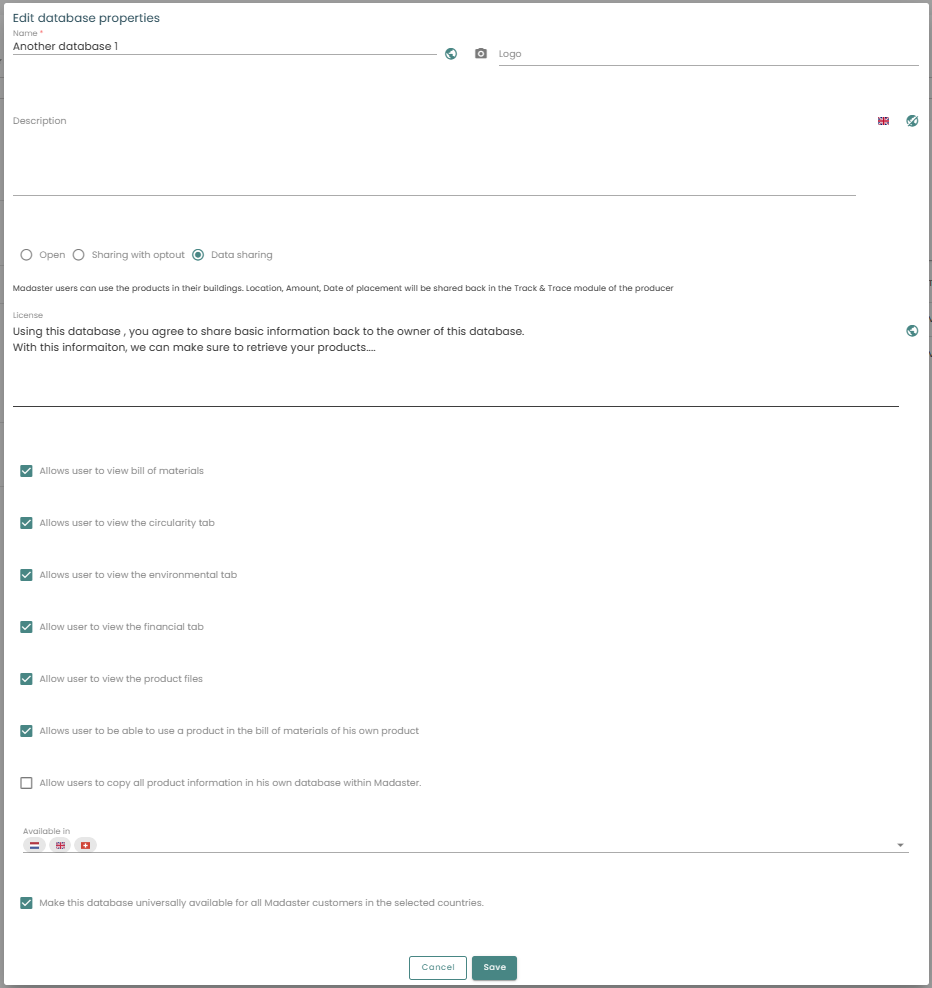 Edit database properties
Name *
Another database 1
Logo
Description
Open
Sharing with optout
Data sharing
Madaster users can use the products in their buildings. Location, Amount, Date of placement will be shared back in the Track & Trace module of the producer
License
Using this database , you agree to share basic information back to the owner of this database.
With this informaiton, we can make sure to retrieve your products....
Allows user to view bill of materials
Allows user to view the circularity tab
Allows user to view the environmental tab
Allow user to view the financial tab
Allow user to view the product files
Allows user to be able to use a product in the bill of materials of his own product
Allow users to copy all product information in his own database within Madaster.
Available in
Make this database universally available for all Madaster customers in the selected countries.
Cancel
Save